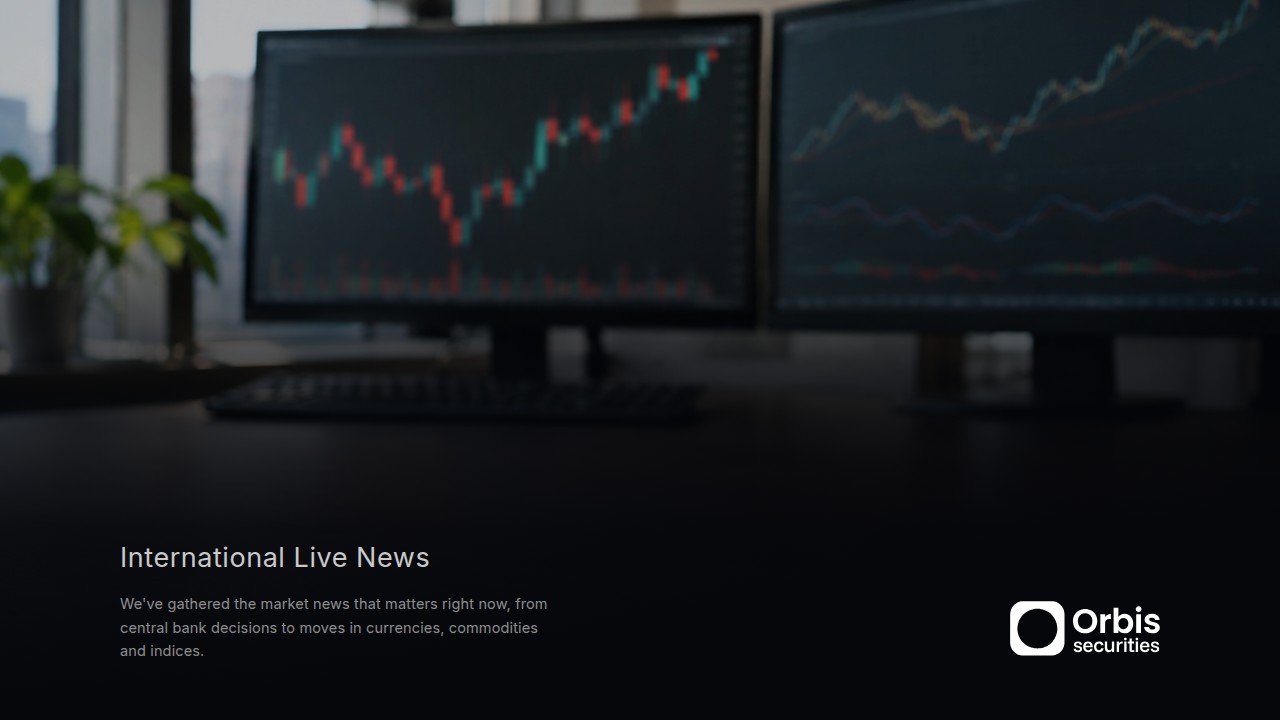 International Live News
We've gathered the market news that matters right now, from
central bank decisions to moves in currencies, commodities
and indices.
Orbis
securities